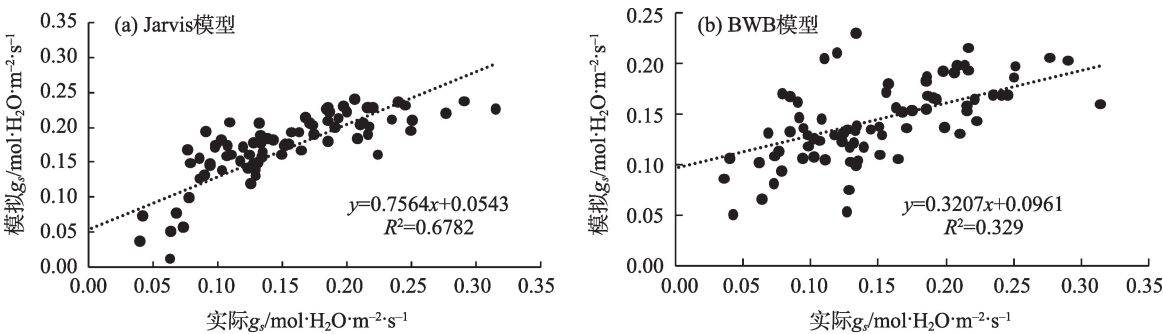 (a) Jarvis模型
0.35
0.30
0.25
0.20
0.15
0.10
0.05
0.00
模拟gₛ/mol·H₂O·m⁻²·s⁻¹
y=0.7564x+0.0543
R²=0.6782
0.00 0.05 0.10 0.15 0.20 0.25 0.30 0.35
实际gₛ/mol·H₂O·m⁻²·s⁻¹
(b) BWB模型
0.25
0.20
0.15
0.10
0.05
0.00
模拟gₛ/mol·H₂O·m⁻²·s⁻¹
y=0.3207x+0.0961
R²=0.329
0.00 0.05 0.10 0.15 0.20 0.25 0.30 0.35
实际gₛ/mol·H₂O·m⁻²·s⁻¹